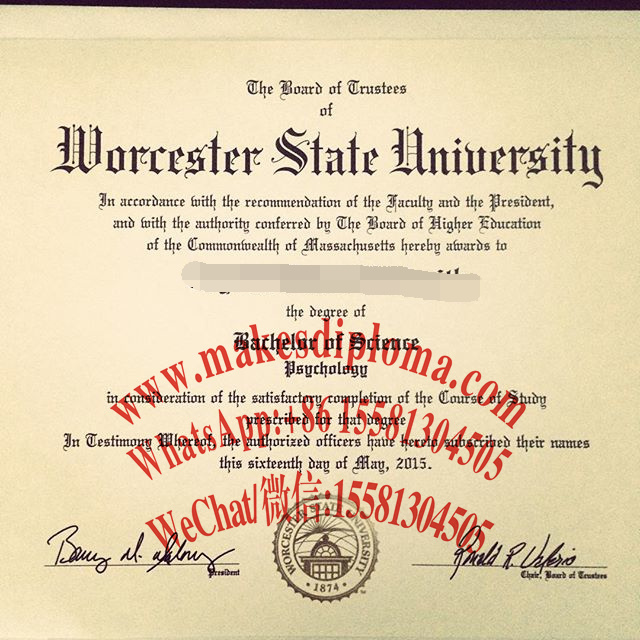 The Board of Trustees
of
Worcester State University
In accordance with the recommendation of the Faculty and the President,
and with the authority conferred by The Board of Higher Education
of the Commonwealth of Massachusetts hereby awards to
the degree of
Bachelor of Science
Psychology
www.makesdiploma.com
in consideration of the satisfactory completion of the Course of Study
prescribed for that degree
WhatsApp:+86 15581304505
In Testimony Whereof, the authorized officers have hereto subscribed their names
this sixteenth day of May, 2015.
WeChat/微信:15581304505
WORCESTER STATE UNIVERSITY
1874
President
Chair, Board of Trustees